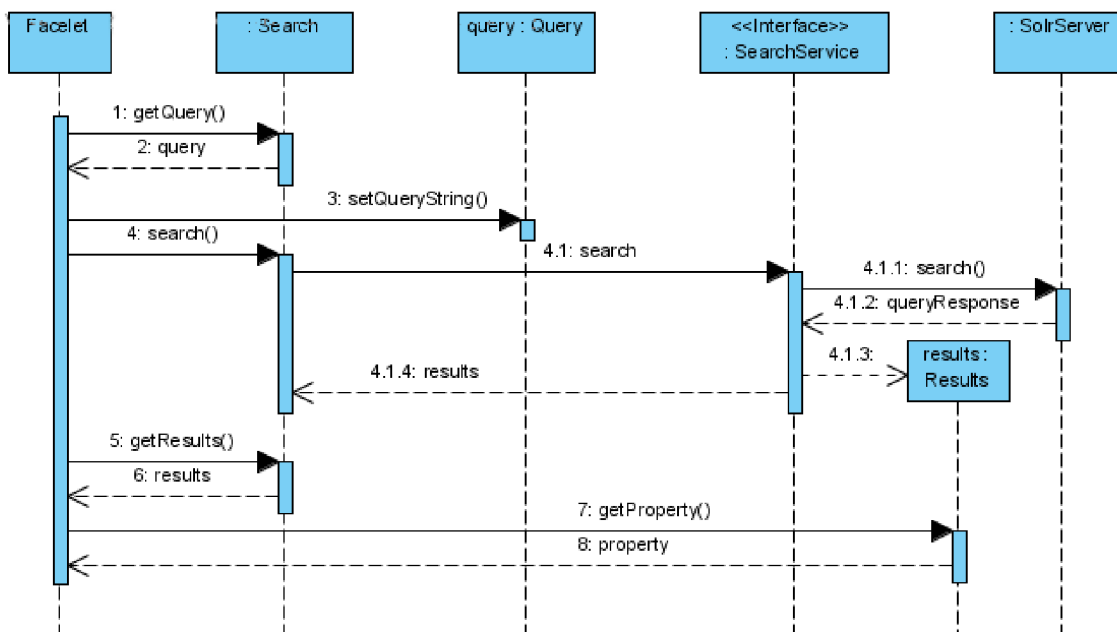 Facelet
: Search
query : Query
<<Interface>>
: SearchService
: SolrServer
1: getQuery()
2: query
3: setQueryString()
4: search()
4.1: search
4.1.1: search()
4.1.2: queryResponse
4.1.3:
results :
Results
4.1.4: results
5: getResults()
6: results
7: getProperty()
8: property